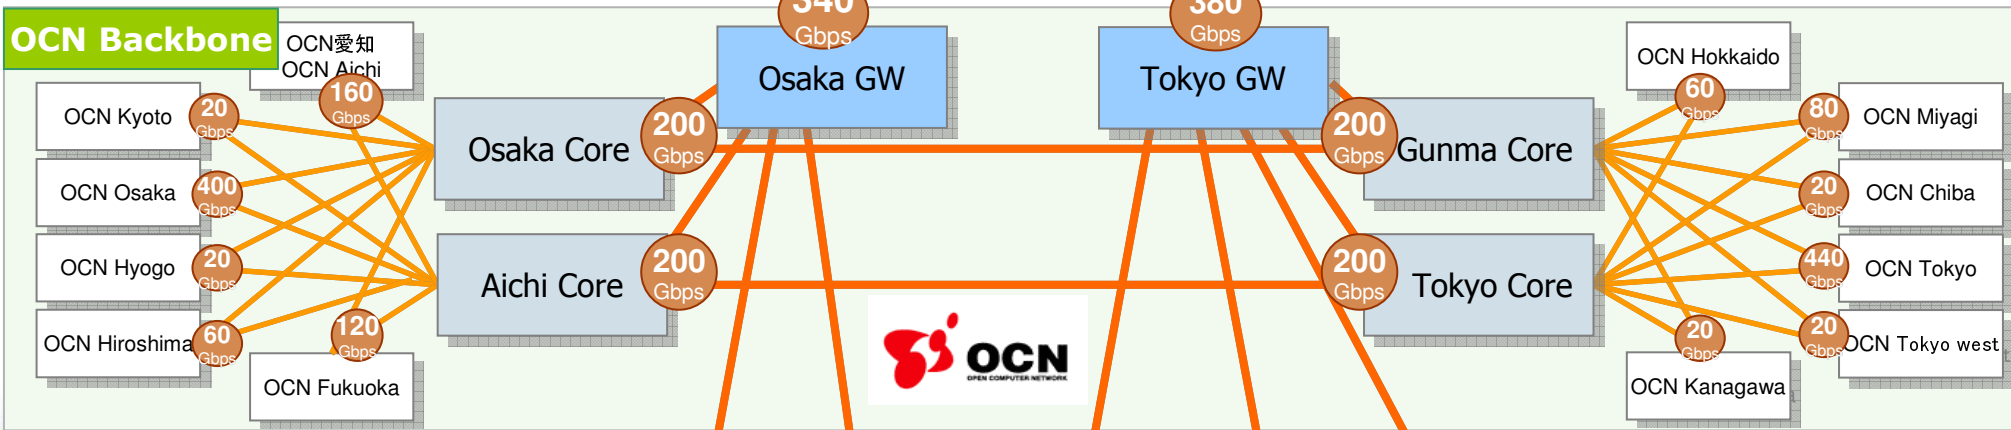 OCN Backbone
340
Gbps
380
Gbps
OCN愛知
OCN Aichi
160
Gbps
OCN Kyoto
20
Gbps
OCN Osaka
400
Gbps
OCN Hyogo
20
Gbps
OCN Hiroshima
60
Gbps
120
Gbps
OCN Fukuoka
Osaka GW
Tokyo GW
Osaka Core
200
Gbps
Aichi Core
200
Gbps
200
Gbps
Gunma Core
200
Gbps
Tokyo Core
OCN
OPEN COMPUTER NETWORK
OCN Hokkaido
60
Gbps
80
Gbps
OCN Miyagi
20
Gbps
OCN Chiba
440
Gbps
OCN Tokyo
20
Gbps
OCN Tokyo west
20
Gbps
OCN Kanagawa